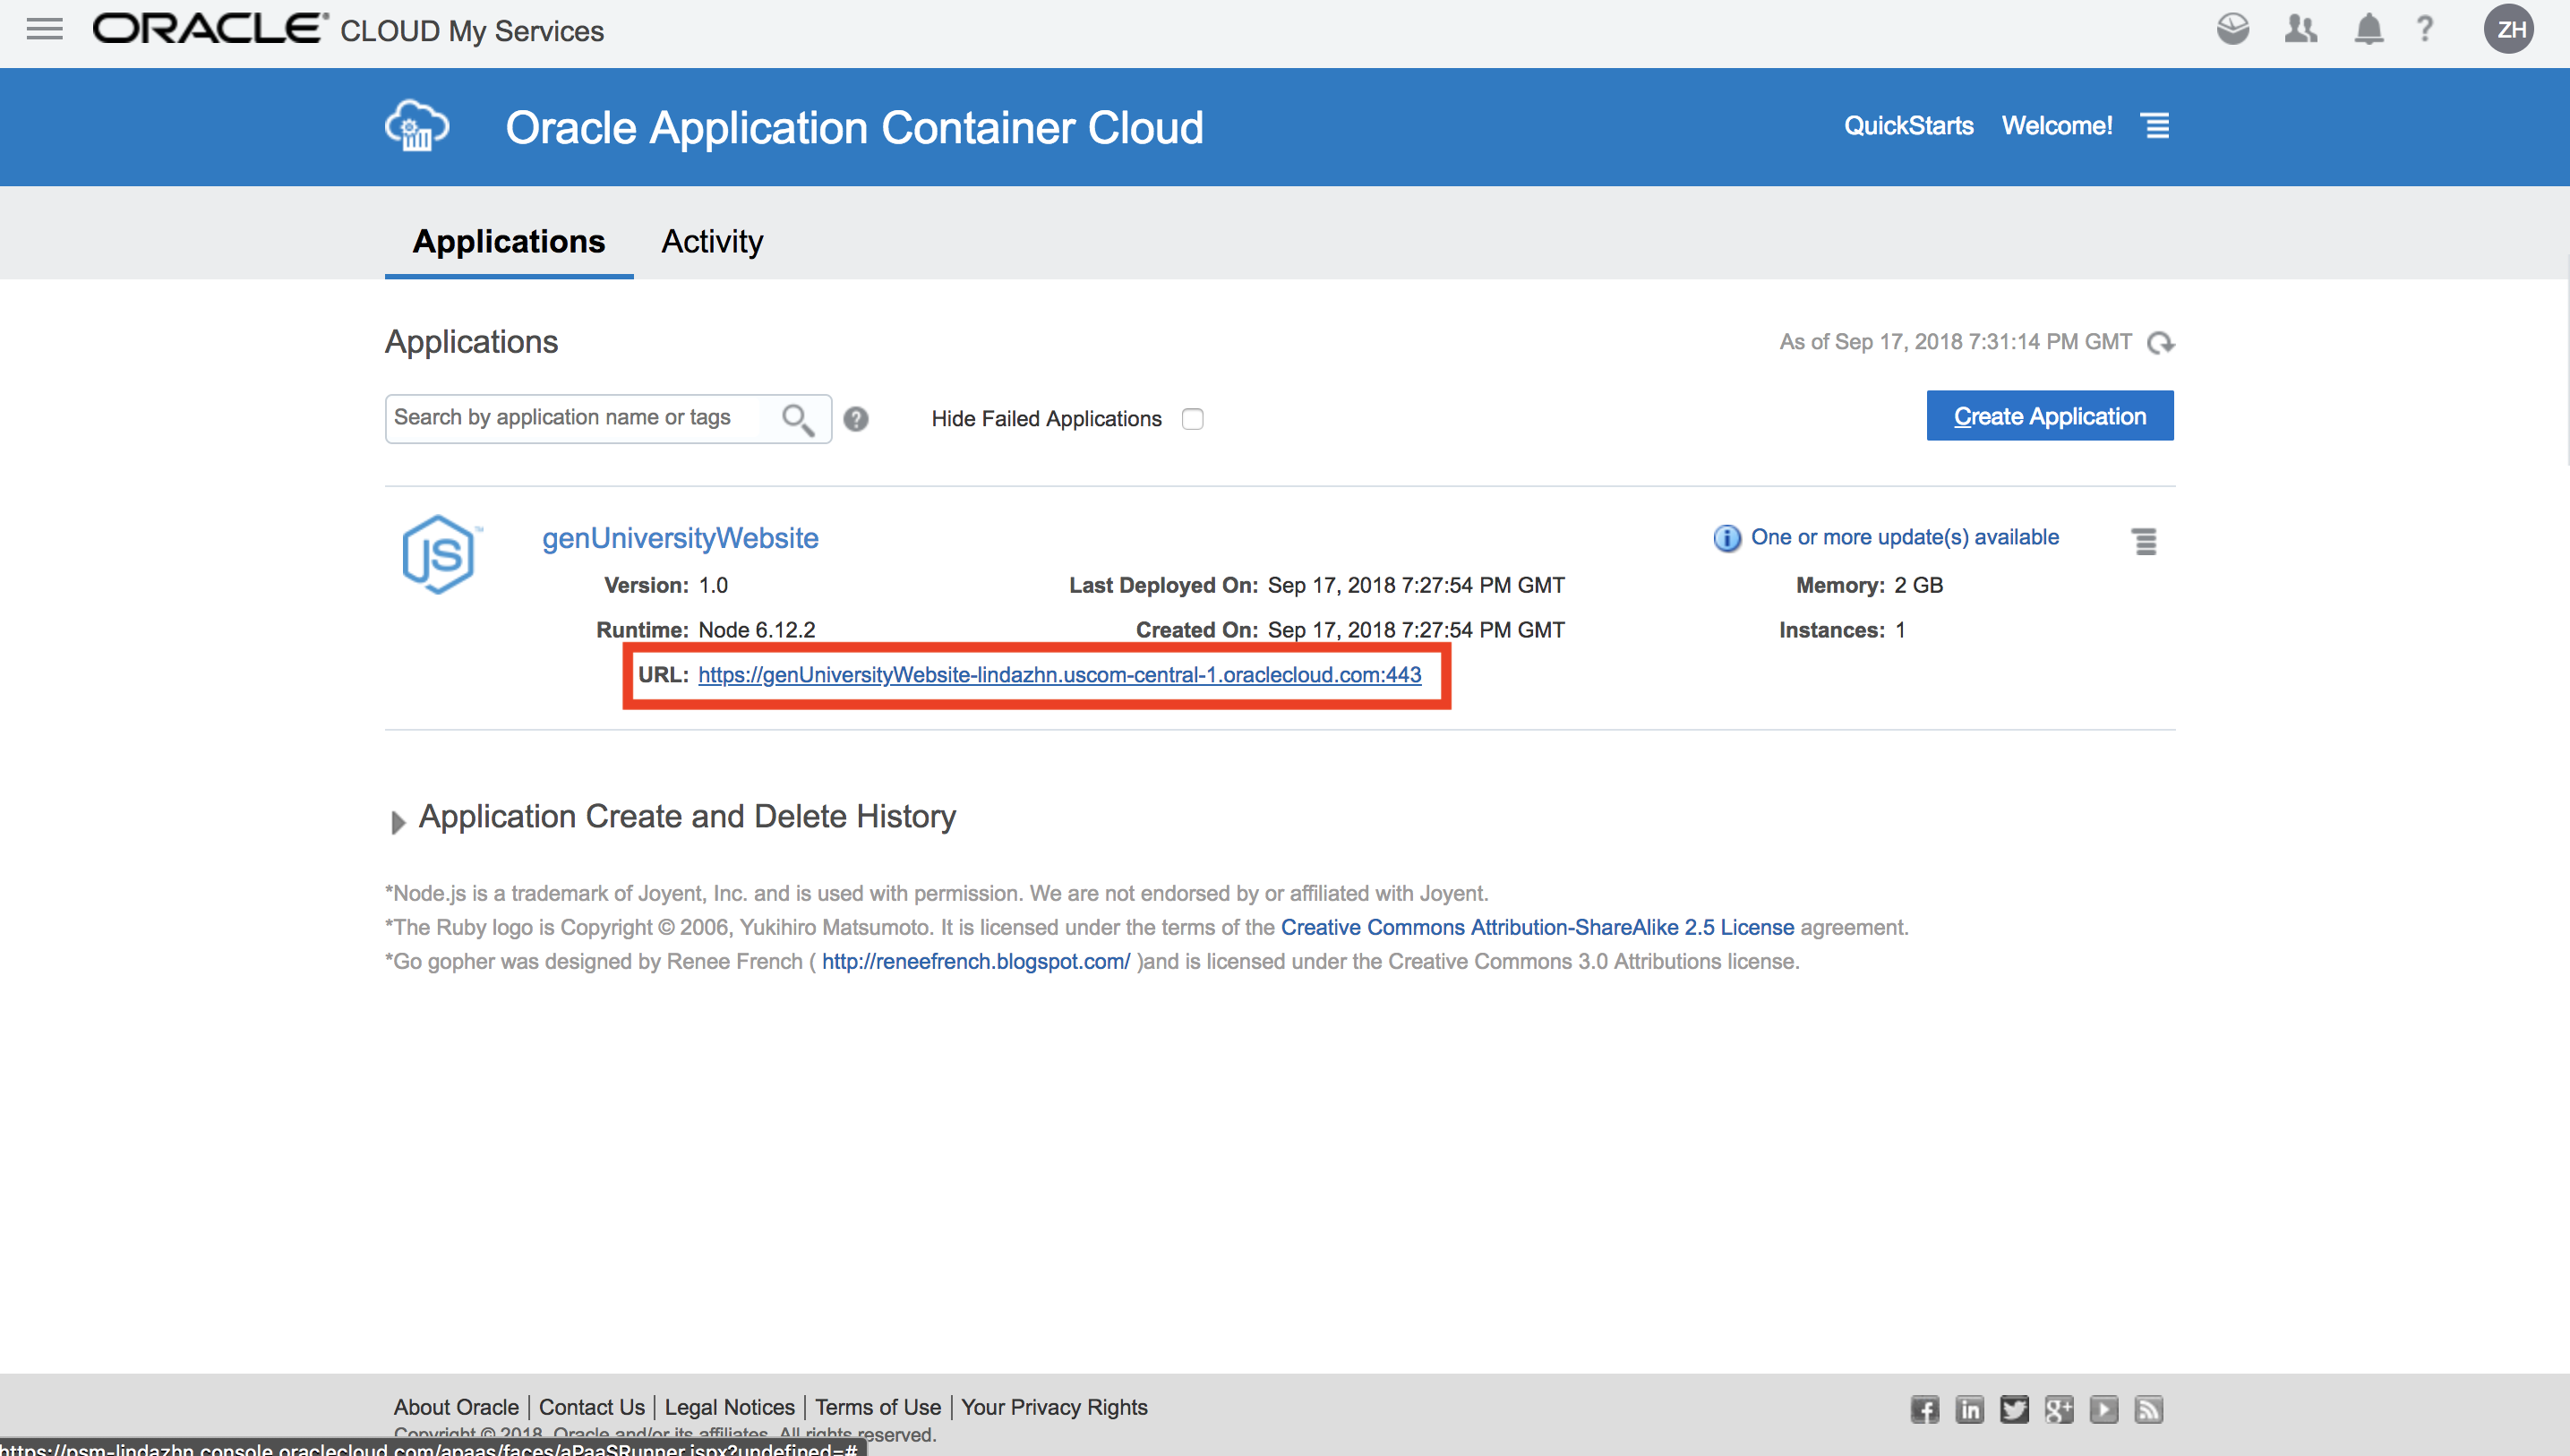 ORACLE® CLOUD My Services
ZH
Oracle Application Container Cloud
QuickStarts Welcome!
Applications Activity
Applications
As of Sep 17, 2018 7:31:14 PM GMT
Search by application name or tags
Hide Failed Applications
Create Application
JS™
genUniversityWebsite
One or more update(s) available
Version: 1.0 Last Deployed On: Sep 17, 2018 7:27:54 PM GMT Memory: 2 GB
Runtime: Node 6.12.2 Created On: Sep 17, 2018 7:27:54 PM GMT Instances: 1
URL: https://genUniversityWebsite-lindazhn.uscom-central-1.oraclecloud.com:443
Application Create and Delete History
*Node.js is a trademark of Joyent, Inc. and is used with permission. We are not endorsed by or affiliated with Joyent.
*The Ruby logo is Copyright © 2006, Yukihiro Matsumoto. It is licensed under the terms of the Creative Commons Attribution-ShareAlike 2.5 License agreement.
*Go gopher was designed by Renee French ( http://reneefrench.blogspot.com/ )and is licensed under the Creative Commons 3.0 Attributions license.
About Oracle | Contact Us | Legal Notices | Terms of Use | Your Privacy Rights
Copyright © 2018, Oracle and/or its affiliates. All rights reserved.
https://psm-lindazhn.console.oraclecloud.com/apaas/faces/aPaaSRunner.jspx?undefined=#